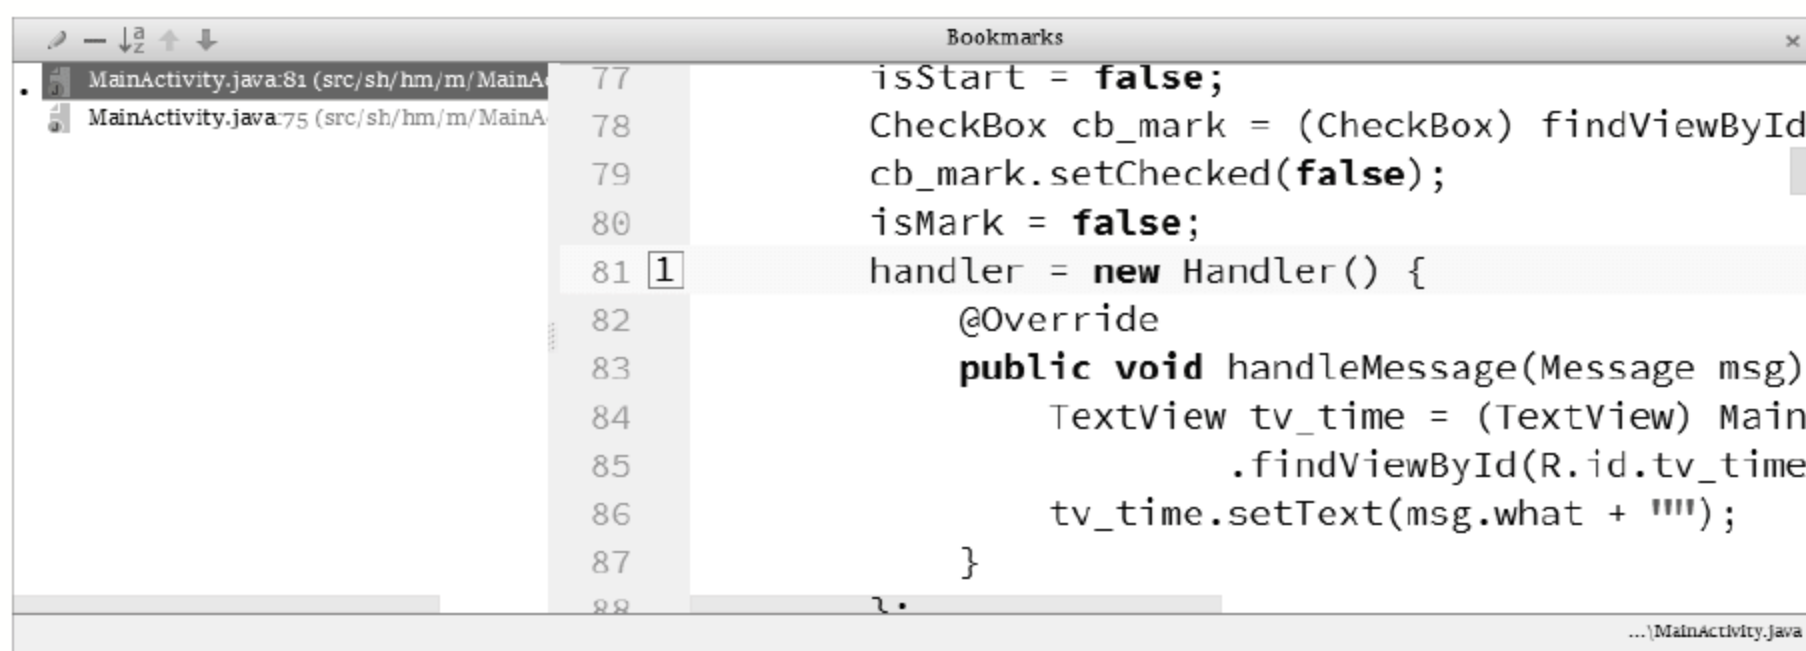 Bookmarks
MainActivity.java:81 (src/sh/hm/m/MainA
MainActivity.java:75 (src/sh/hm/m/MainA
77 isStart = false;
78 CheckBox cb_mark = (CheckBox) findViewById
79 cb_mark.setChecked(false);
80 isMark = false;
81 1 handler = new Handler() {
82 @Override
83 public void handleMessage(Message msg)
84 TextView tv_time = (TextView) Main
85 .findViewById(R.id.tv_time
86 tv_time.setText(msg.what + "");
87 }
88 };
...\MainActivity.java